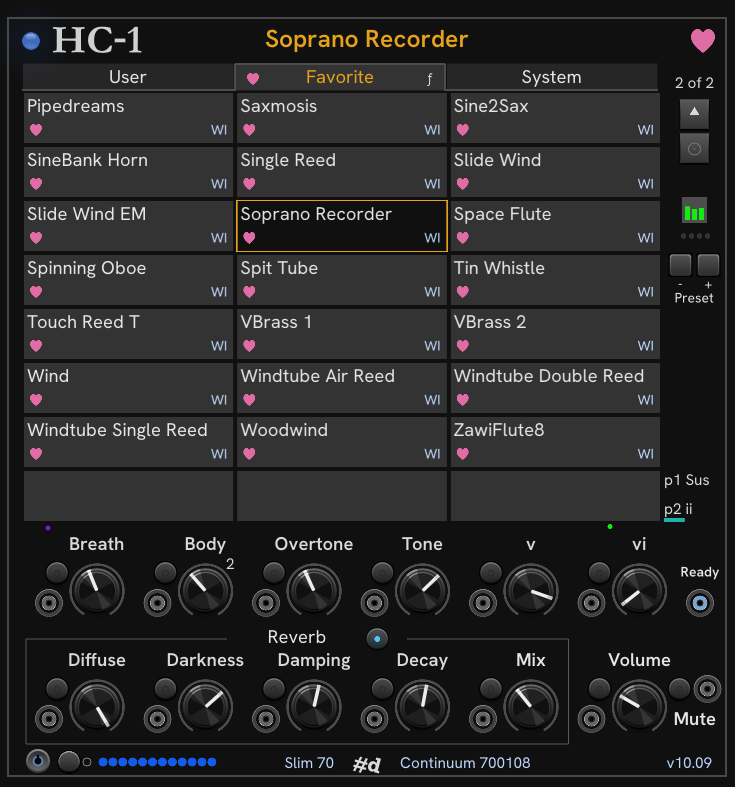 HC-1 Soprano Recorder
User Favorite ƒ System
2 of 2
Pipedreams Saxmosis Sine2Sax
WI WI WI
SineBank Horn Single Reed Slide Wind
WI WI WI
Slide Wind EM Soprano Recorder Space Flute
WI WI WI
Spinning Oboe Spit Tube Tin Whistle
WI WI WI
- +
Preset
Touch Reed T VBrass 1 VBrass 2
WI WI WI
Wind Windtube Air Reed Windtube Double Reed
WI WI WI
Windtube Single Reed Woodwind ZawiFlute8
WI WI WI
p1 Sus
p2 ii
Breath Body Overtone Tone v vi
2
Ready
Reverb
Diffuse Darkness Damping Decay Mix Volume
Mute
Slim 70 #d Continuum 700108 v10.09